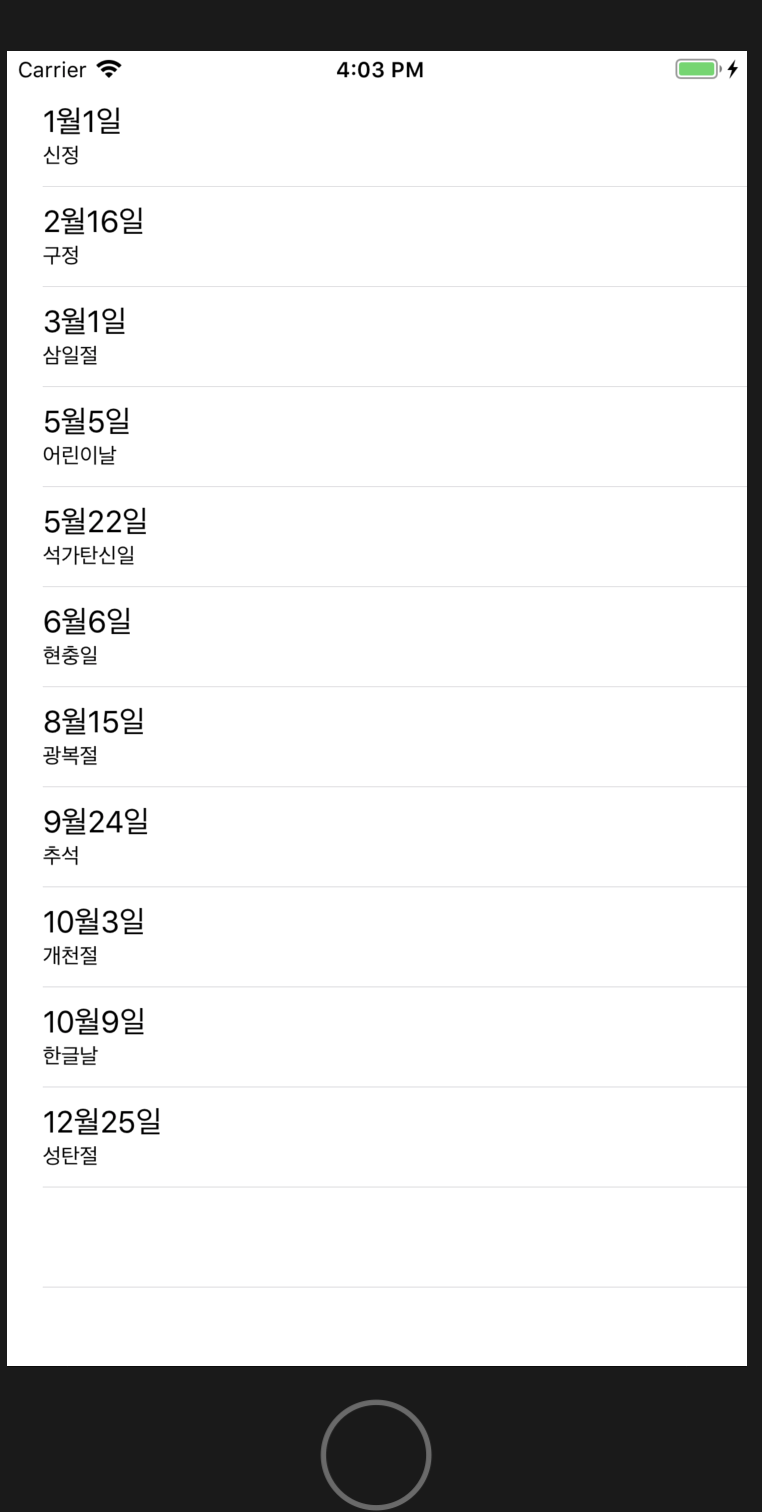 Carrier 4:03 PM
1월1일
신정
2월16일
구정
3월1일
삼일절
5월5일
어린이날
5월22일
석가탄신일
6월6일
현충일
8월15일
광복절
9월24일
추석
10월3일
개천절
10월9일
한글날
12월25일
성탄절